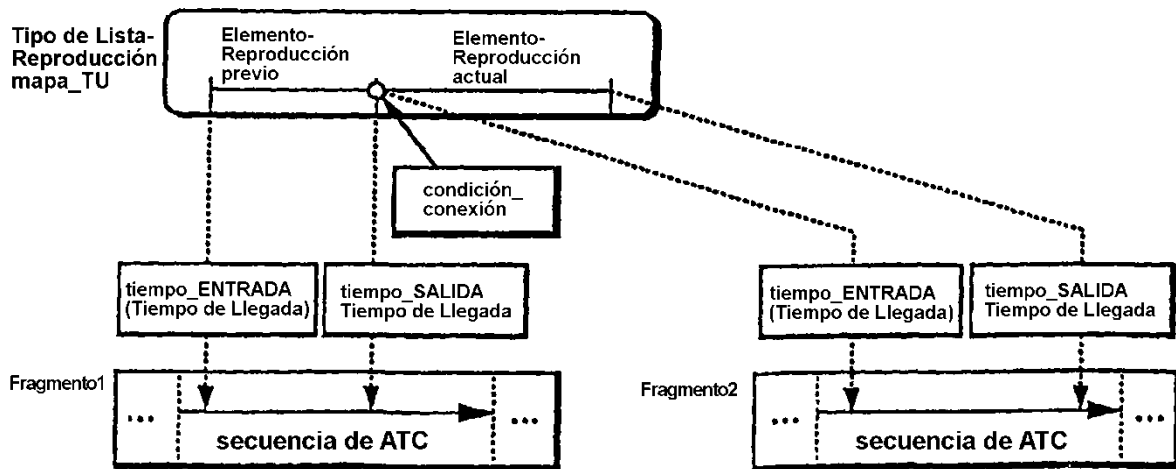 Tipo de Lista-
Reproducción
mapa_TU
Elemento-
Reproducción
previo
Elemento-
Reproducción
actual
condición_
conexión
tiempo_ENTRADA
(Tiempo de Llegada)
tiempo_SALIDA
Tiempo de Llegada
tiempo_ENTRADA
(Tiempo de Llegada)
tiempo_SALIDA
Tiempo de Llegada
Fragmento1
...
secuencia de ATC
...
Fragmento2
...
secuencia de ATC
...